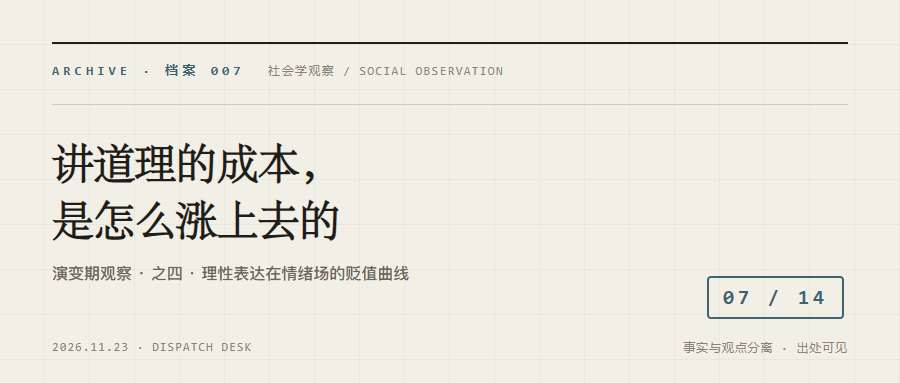 ARCHIVE · 档案 007 社会学观察 / SOCIAL OBSERVATION
讲道理的成本，
是怎么涨上去的
演变期观察 · 之四 · 理性表达在情绪场的贬值曲线
07 / 14
2026.11.23 · DISPATCH DESK
事实与观点分离 · 出处可见